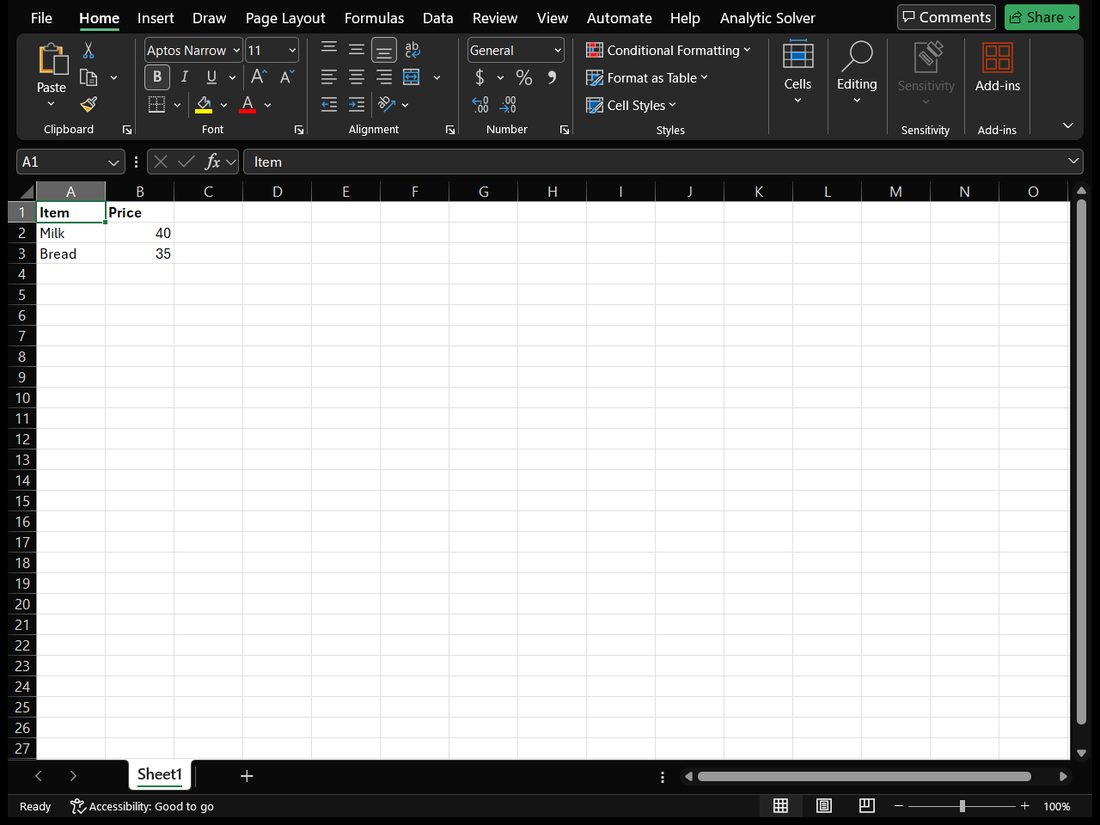 File Home Insert Draw Page Layout Formulas Data Review View Automate Help Analytic Solver Comments Share
Aptos Narrow 11 ab General Conditional Formatting
Paste B I U A A $ % Format as Table Cells Editing Sensitivity Add-ins
A .00 .00 Cell Styles
Clipboard Font Alignment Number Styles Sensitivity Add-ins
A1 fx Item
A B C D E F G H I J K L M N O
1 Item Price
2 Milk 40
3 Bread 35
4
5
6
7
8
9
10
11
12
13
14
15
16
17
18
19
20
21
22
23
24
25
26
27
Sheet1
Ready Accessibility: Good to go 100%